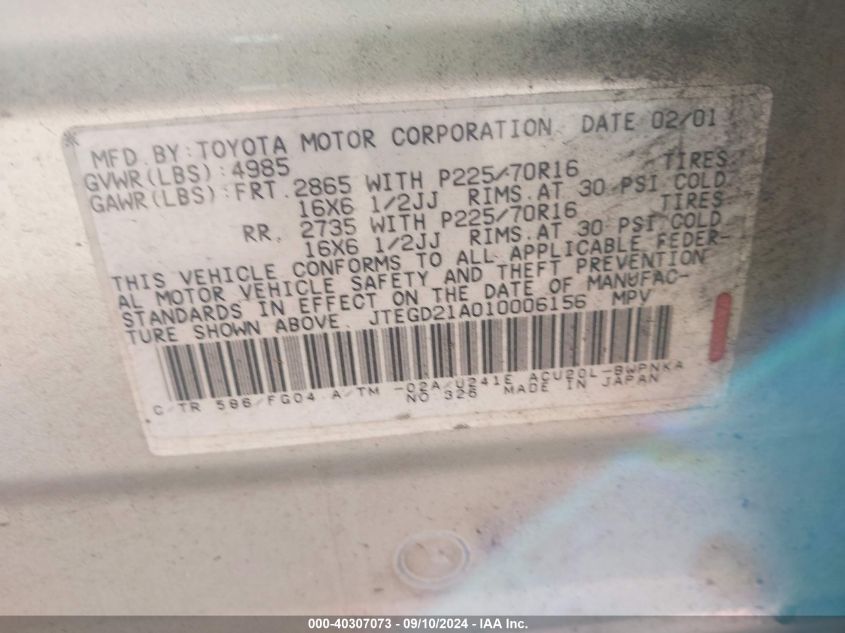 MFD. BY: TOYOTA MOTOR CORPORATION DATE 02/01
GVWR(LBS): 4985
GAWR(LBS): FRT. 2865 WITH P225/70R16 TIRES
16X6 1/2JJ RIMS. AT 30 PSI COLD.
RR. 2735 WITH P225/70R16 TIRES
16X6 1/2JJ RIMS. AT 30 PSI COLD
THIS VEHICLE CONFORMS TO ALL APPLICABLE FEDER-
AL MOTOR VEHICLE SAFETY AND THEFT PREVENTION
STANDARDS IN EFFECT ON THE DATE OF MANUFAC-
TURE SHOWN ABOVE. JTEGD21A010006156 MPV
C/TR 586/FG04 A/TM -02A/U241E ACU20L-BWPNKA
NO 326 MADE IN JAPAN
000-40307073 - 09/10/2024 - IAA Inc.